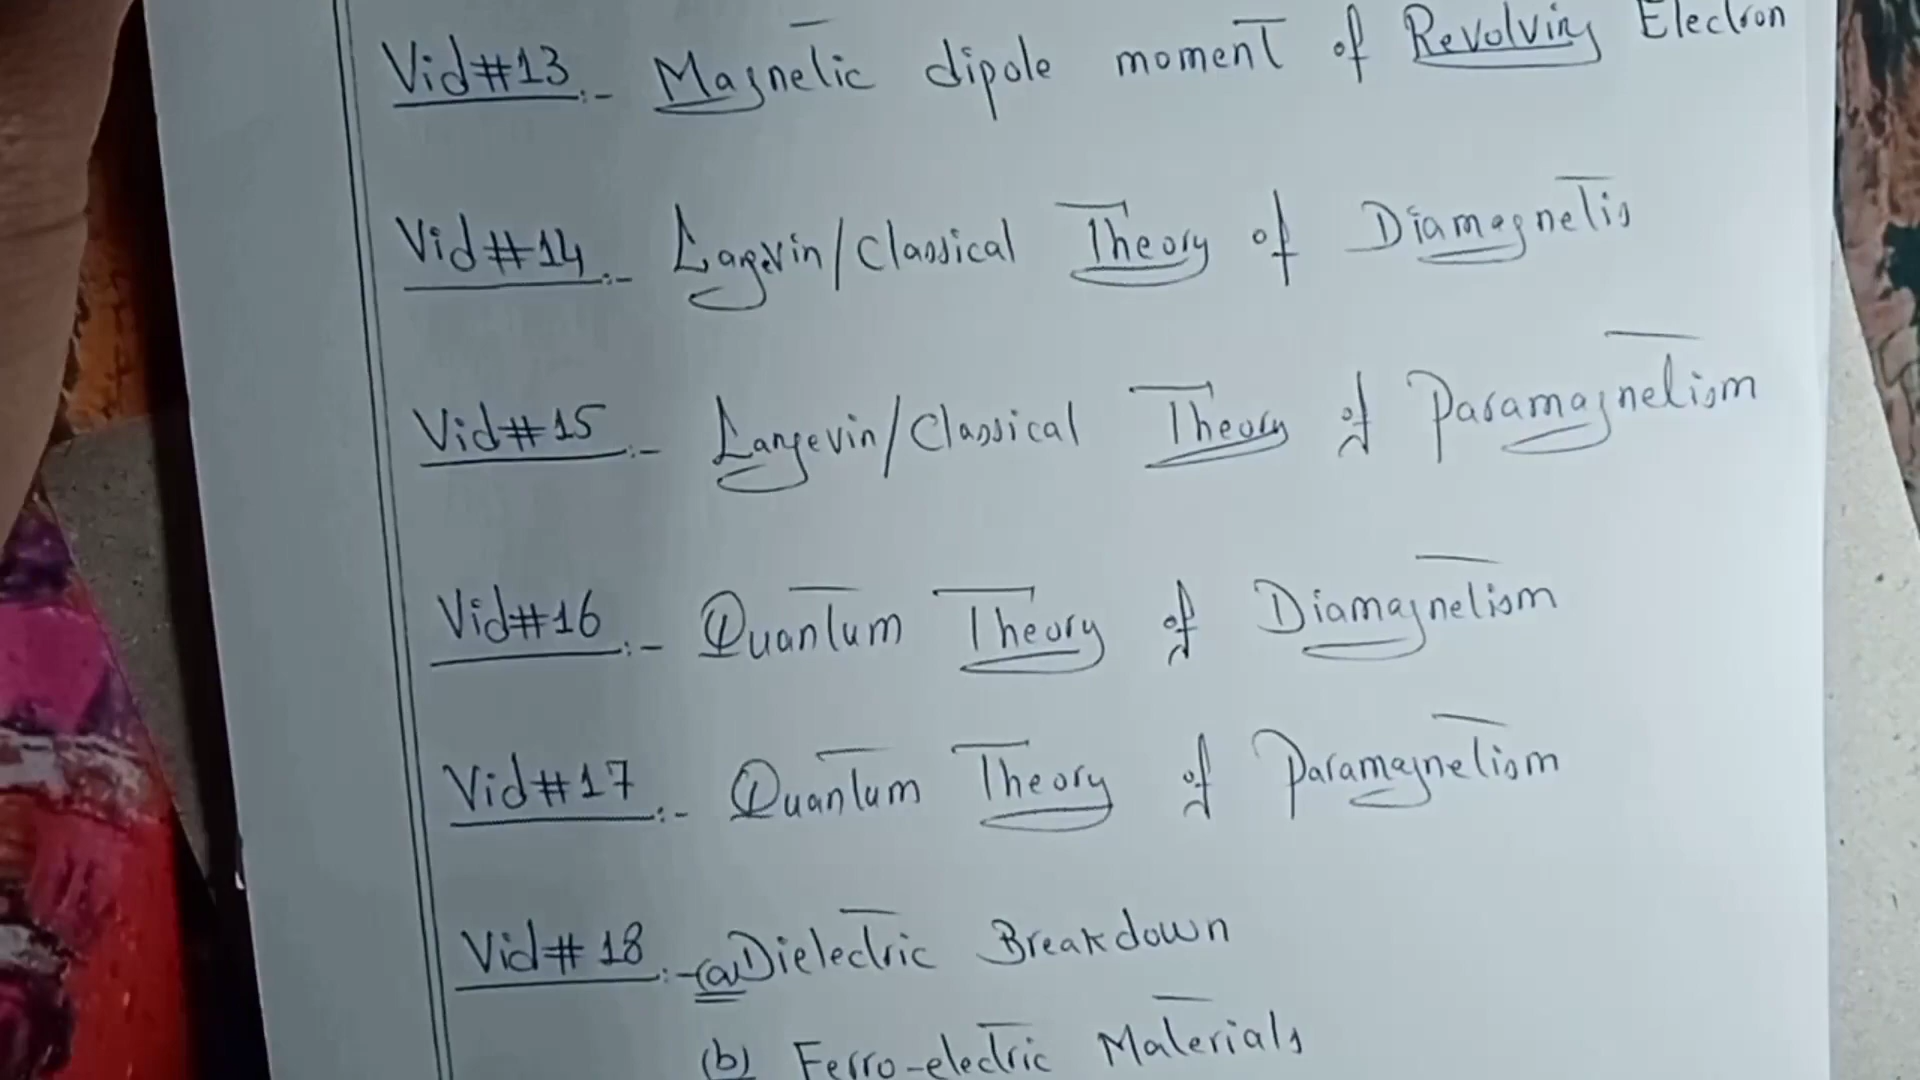 Vid#13:- Magnetic dipole moment of Revolving Electron
Vid#14:- Langevin/Classical Theory of Diamagnetis
Vid#15:- Langevin/Classical Theory of Paramagnetism
Vid#16:- Quantum Theory of Diamagnetism
Vid#17:- Quantum Theory of Paramagnetism
Vid#18:- (a) Dielectric Breakdown
(b) Ferro-electric Materials